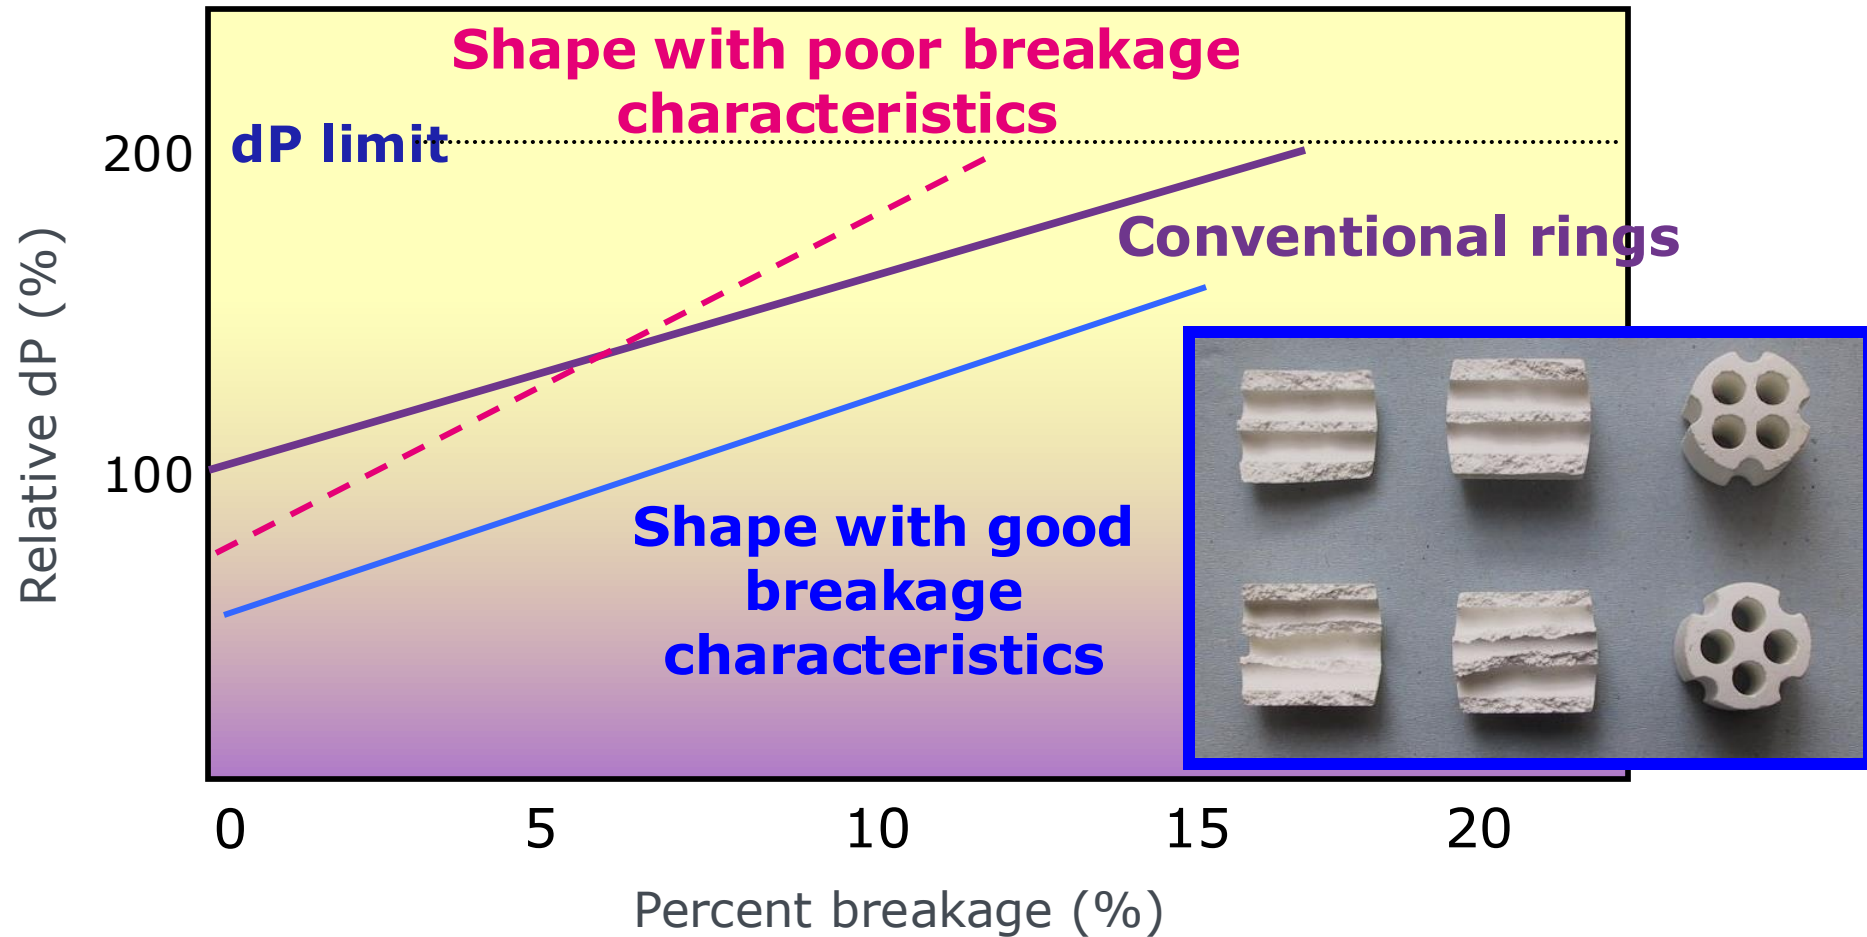 Shape with poor breakage
characteristics
dP limit
200
Conventional rings
100
Relative dP (%)
Shape with good
breakage
characteristics
0 5 10 15 20
Percent breakage (%)